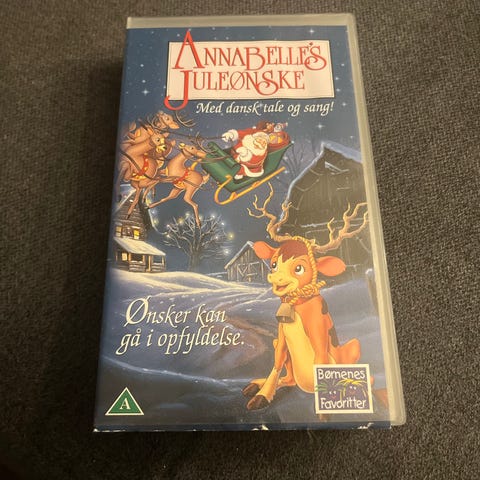 ANNABELLE'S
JULEØNSKE
Med dansk tale og sang!
Ønsker kan
gå i opfyldelse.
A
Børnenes
Favoritter